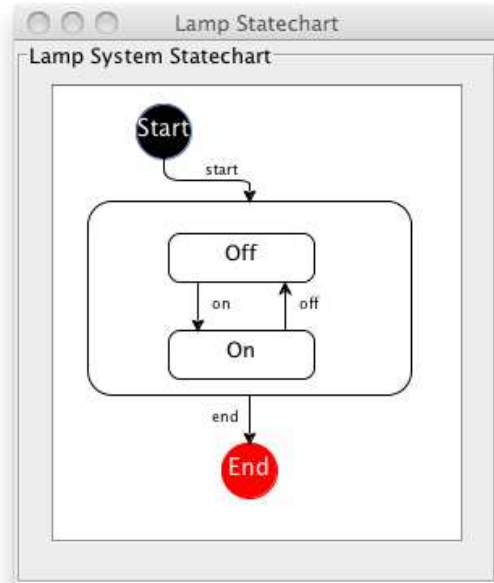 Lamp Statechart
Lamp System Statechart
Start
start
Off
on
off
On
end
End